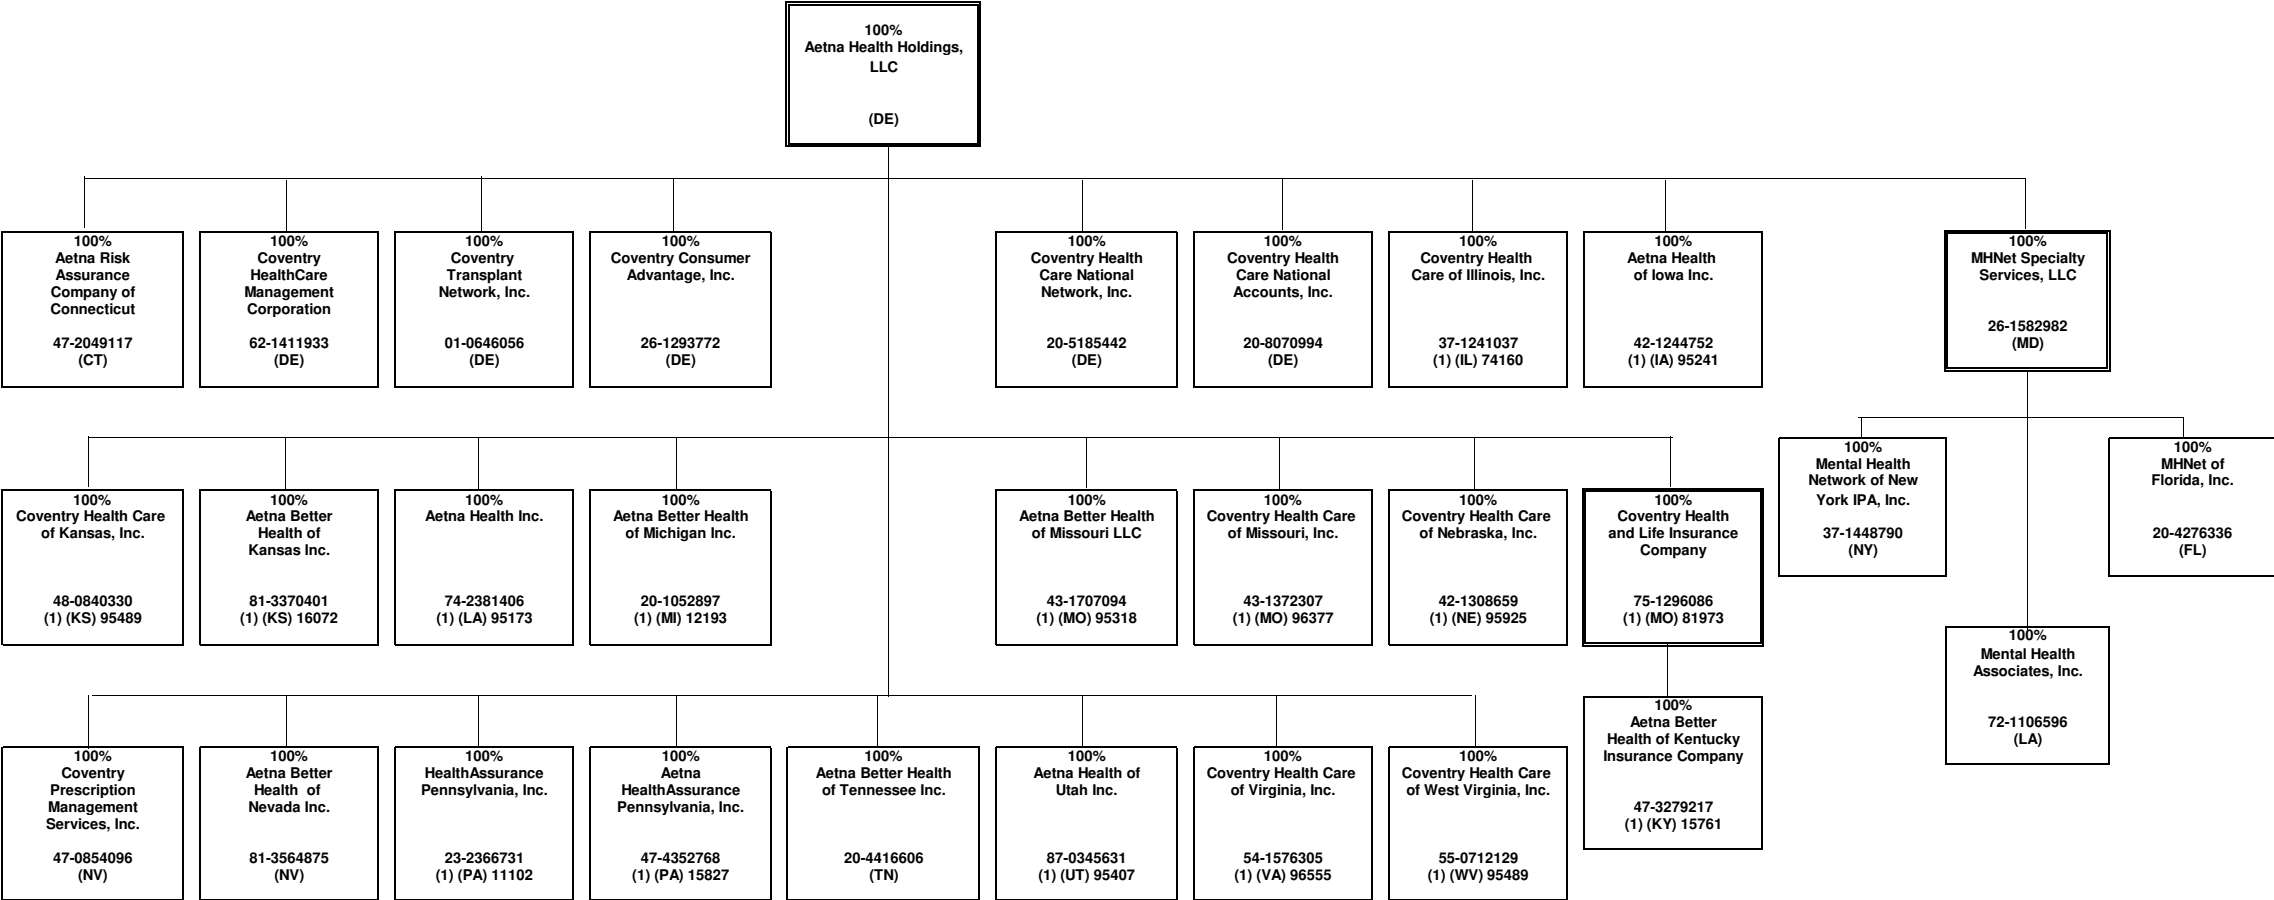 100%
Aetna Health Holdings,
LLC
(DE)
100%
Aetna Risk
Assurance
Company of
Connecticut
47-2049117
(CT)
100%
Coventry
HealthCare
Management
Corporation
62-1411933
(DE)
100%
Coventry
Transplant
Network, Inc.
01-0646056
(DE)
100%
Coventry Consumer
Advantage, Inc.
26-1293772
(DE)
100%
Coventry Health
Care National
Network, Inc.
20-5185442
(DE)
100%
Coventry Health
Care National
Accounts, Inc.
20-8070994
(DE)
100%
Coventry Health
Care of Illinois, Inc.
37-1241037
(1) (IL) 74160
100%
Aetna Health
of Iowa Inc.
42-1244752
(1) (IA) 95241
100%
MHNet Specialty
Services, LLC
26-1582982
(MD)
100%
Coventry Health Care
of Kansas, Inc.
48-0840330
(1) (KS) 95489
100%
Aetna Better
Health of
Kansas Inc.
81-3370401
(1) (KS) 16072
100%
Aetna Health Inc.
74-2381406
(1) (LA) 95173
100%
Aetna Better Health
of Michigan Inc.
20-1052897
(1) (MI) 12193
100%
Aetna Better Health
of Missouri LLC
43-1707094
(1) (MO) 95318
100%
Coventry Health Care
of Missouri, Inc.
43-1372307
(1) (MO) 96377
100%
Coventry Health Care
of Nebraska, Inc.
42-1308659
(1) (NE) 95925
100%
Coventry Health
and Life Insurance
Company
75-1296086
(1) (MO) 81973
100%
Mental Health
Network of New
York IPA, Inc.
37-1448790
(NY)
100%
MHNet of
Florida, Inc.
20-4276336
(FL)
100%
Mental Health
Associates, Inc.
72-1106596
(LA)
100%
Coventry
Prescription
Management
Services, Inc.
47-0854096
(NV)
100%
Aetna Better
Health of
Nevada Inc.
81-3564875
(NV)
100%
HealthAssurance
Pennsylvania, Inc.
23-2366731
(1) (PA) 11102
100%
Aetna
HealthAssurance
Pennsylvania, Inc.
47-4352768
(1) (PA) 15827
100%
Aetna Better Health
of Tennessee Inc.
20-4416606
(TN)
100%
Aetna Health of
Utah Inc.
87-0345631
(1) (UT) 95407
100%
Coventry Health Care
of Virginia, Inc.
54-1576305
(1) (VA) 96555
100%
Coventry Health Care
of West Virginia, Inc.
55-0712129
(1) (WV) 95489
100%
Aetna Better
Health of Kentucky
Insurance Company
47-3279217
(1) (KY) 15761